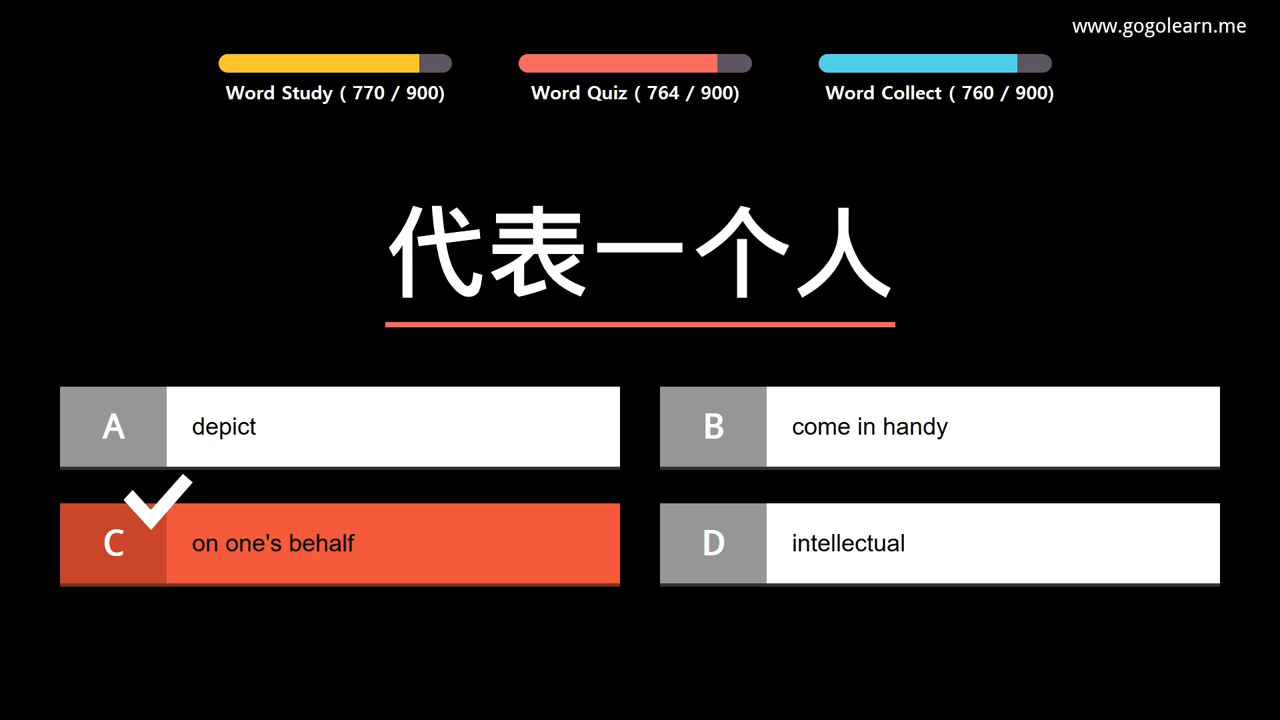 www.gogolearn.me
Word Study ( 770 / 900)
Word Quiz ( 764 / 900)
Word Collect ( 760 / 900)
代表一个人
A depict
B come in handy
C on one's behalf
D intellectual